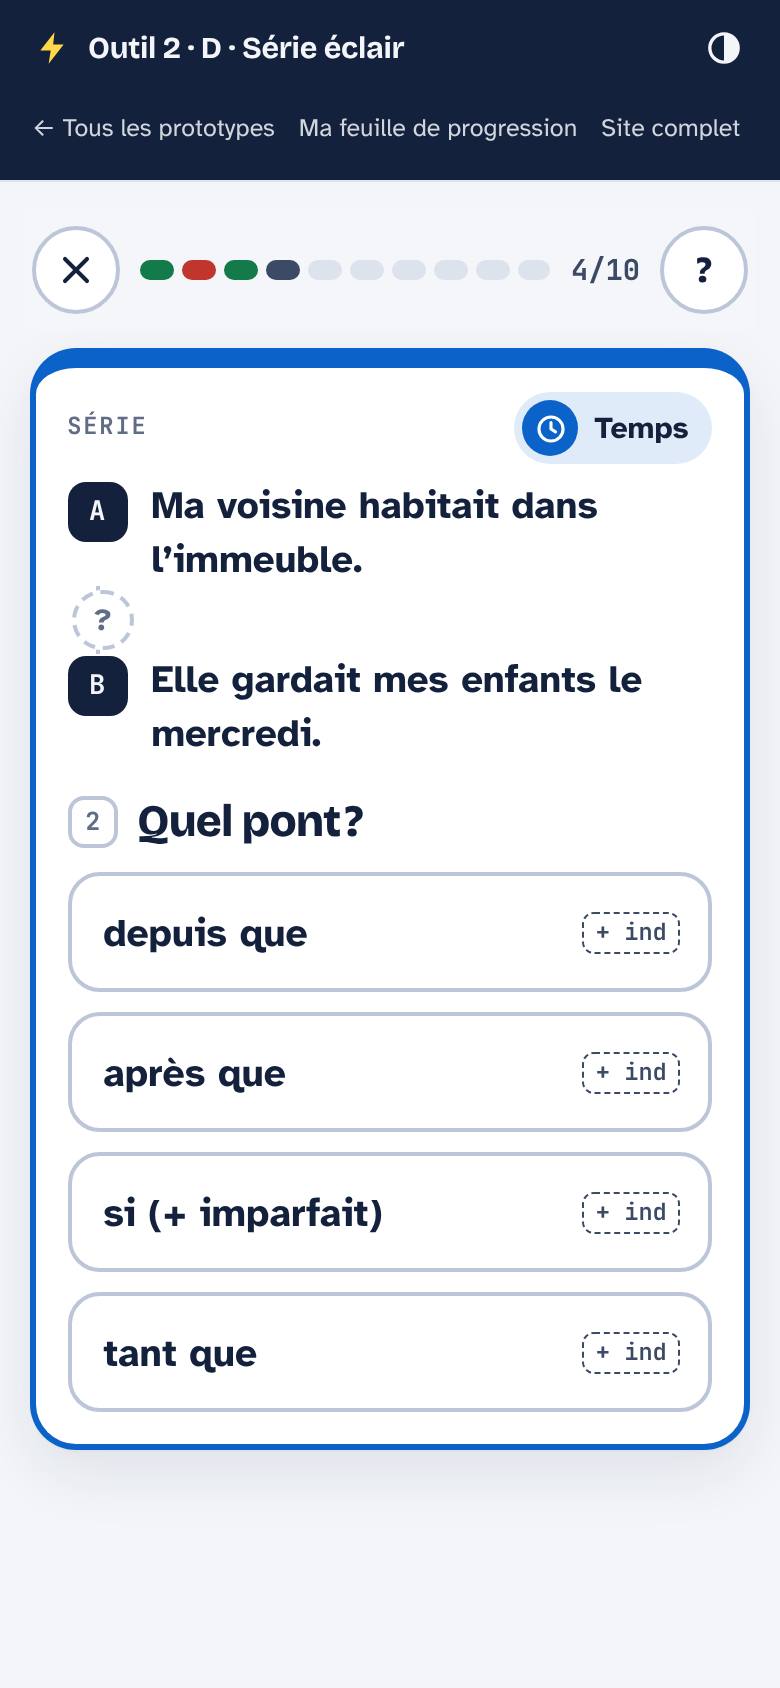 Outil 2 · D · Série éclair
← Tous les prototypes Ma feuille de progression Site complet
4/10 ?
SÉRIE Temps
A Ma voisine habitait dans
l’immeuble.
?
B Elle gardait mes enfants le
mercredi.
2 Quel pont ?
depuis que + ind
après que + ind
si (+ imparfait) + ind
tant que + ind